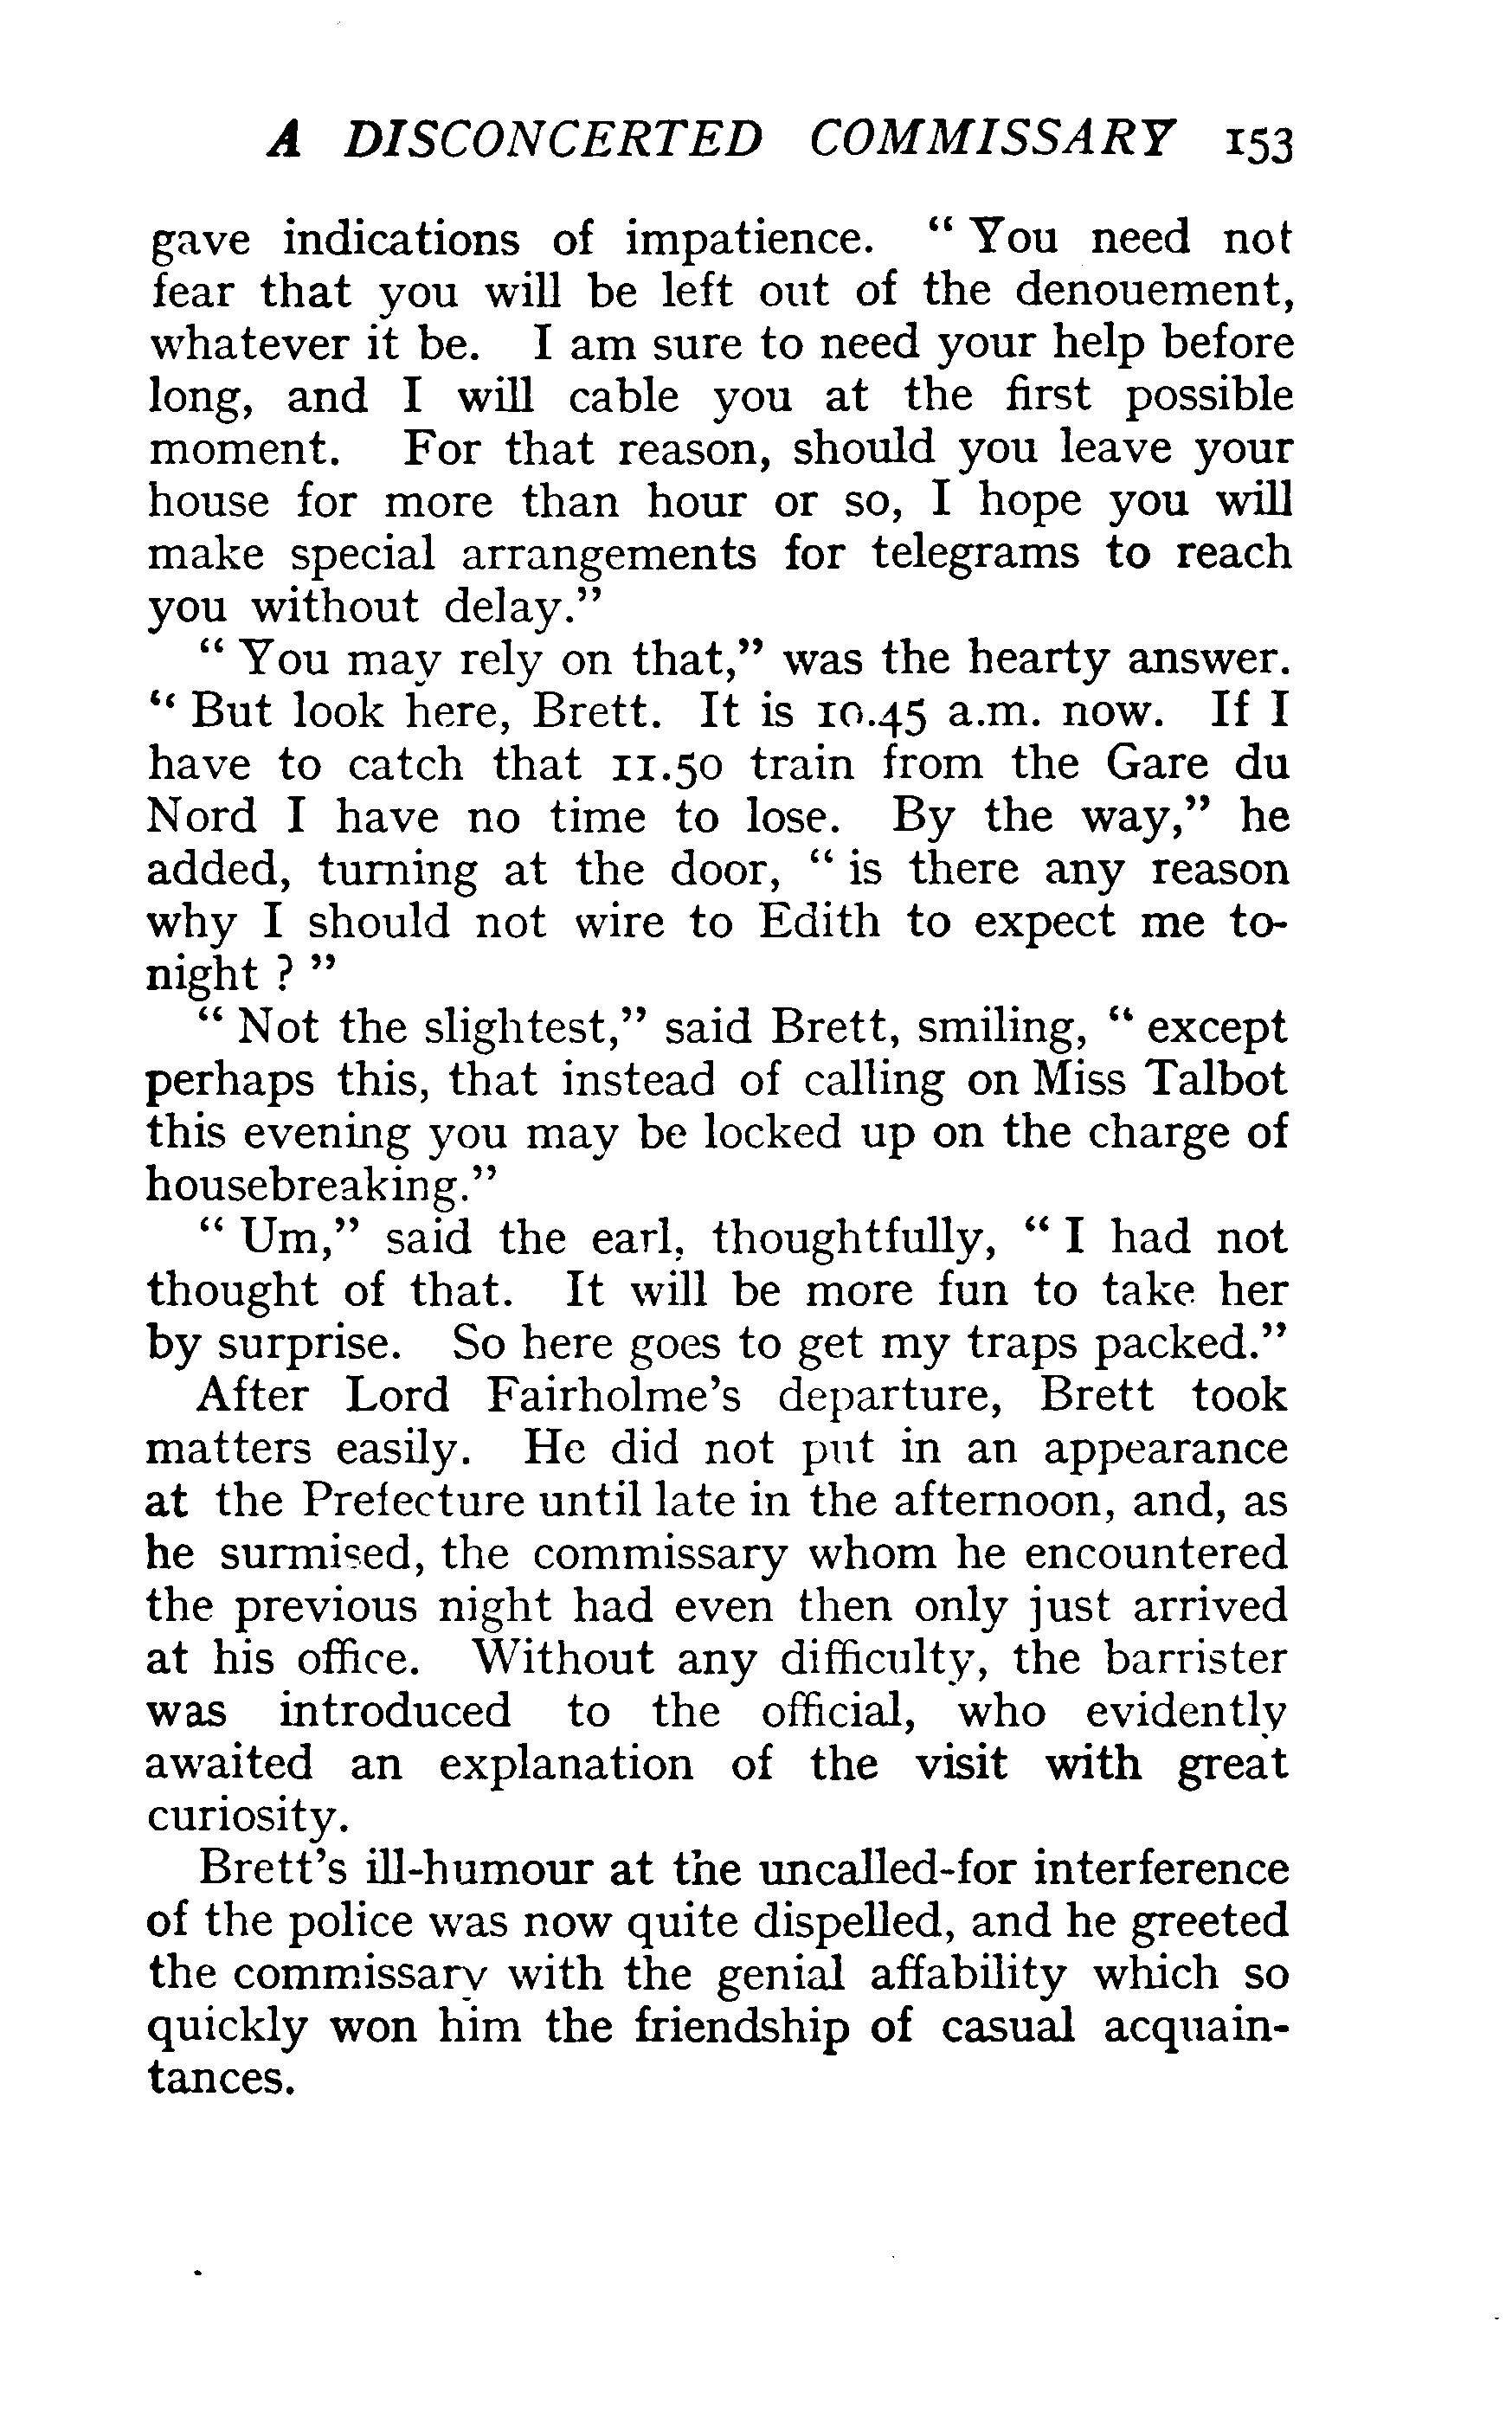 A DISCONCERTED COMMISSARY 153
gave indications of impatience. “ You need not
fear that you will be left out of the denouement,
whatever it be. I am sure to need your help before
long, and I will cable you at the first possible
moment. For that reason, should you leave your
house for more than hour or so, I hope you will
make special arrangements for telegrams to reach
you without delay.”
“ You may rely on that,” was the hearty answer.
“ But look here, Brett. It is 10.45 a.m. now. If I
have to catch that 11.50 train from the Gare du
Nord I have no time to lose. By the way,” he
added, turning at the door, “ is there any reason
why I should not wire to Edith to expect me to-
night ? ”
“ Not the slightest,” said Brett, smiling, “ except
perhaps this, that instead of calling on Miss Talbot
this evening you may be locked up on the charge of
housebreaking.”
“ Um,” said the earl, thoughtfully, “ I had not
thought of that. It will be more fun to take her
by surprise. So here goes to get my traps packed.”
After Lord Fairholme’s departure, Brett took
matters easily. He did not put in an appearance
at the Prefecture until late in the afternoon, and, as
he surmised, the commissary whom he encountered
the previous night had even then only just arrived
at his office. Without any difficulty, the barrister
was introduced to the official, who evidently
awaited an explanation of the visit with great
curiosity.
Brett’s ill-humour at the uncalled-for interference
of the police was now quite dispelled, and he greeted
the commissary with the genial affability which so
quickly won him the friendship of casual acquain-
tances.